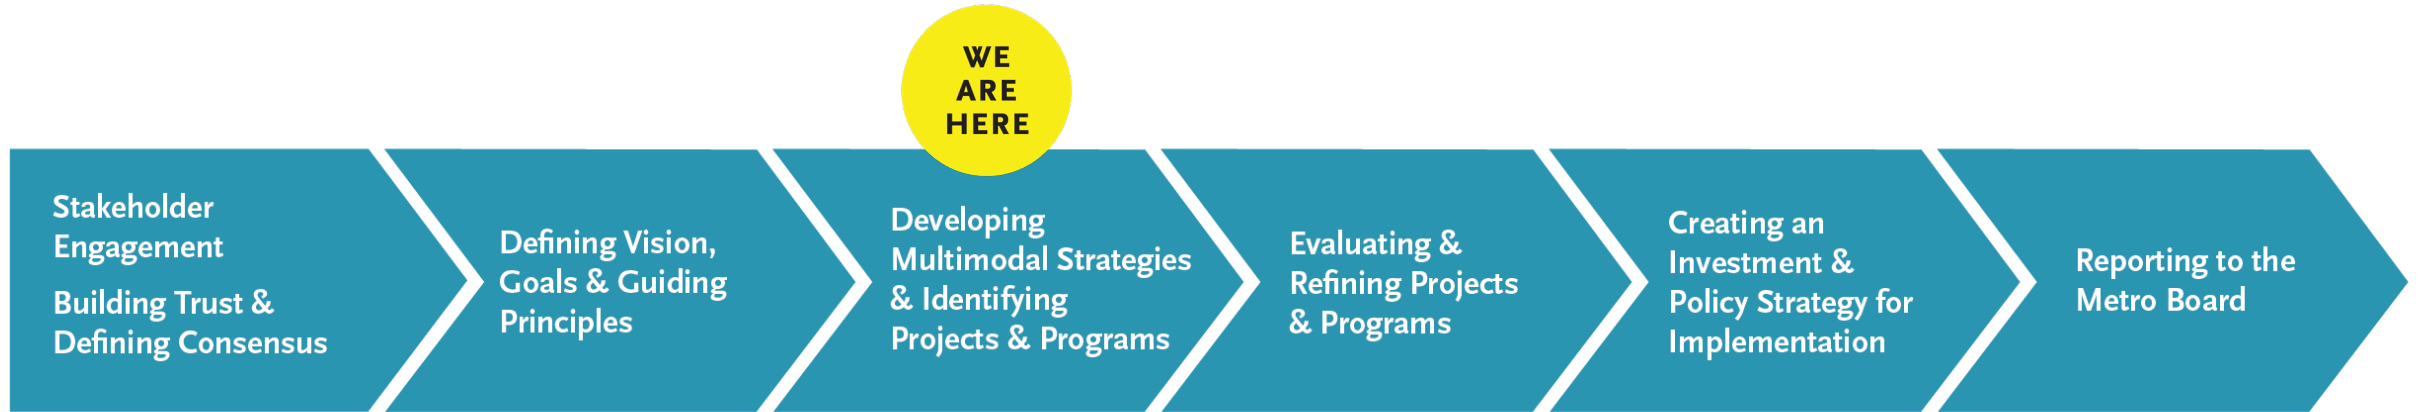 WE
ARE
HERE
Stakeholder
Engagement
Building Trust &
Defining Consensus
Defining Vision,
Goals & Guiding
Principles
Developing
Multimodal Strategies
& Identifying
Projects & Programs
Evaluating &
Refining Projects
& Programs
Creating an
Investment &
Policy Strategy for
Implementation
Reporting to the
Metro Board